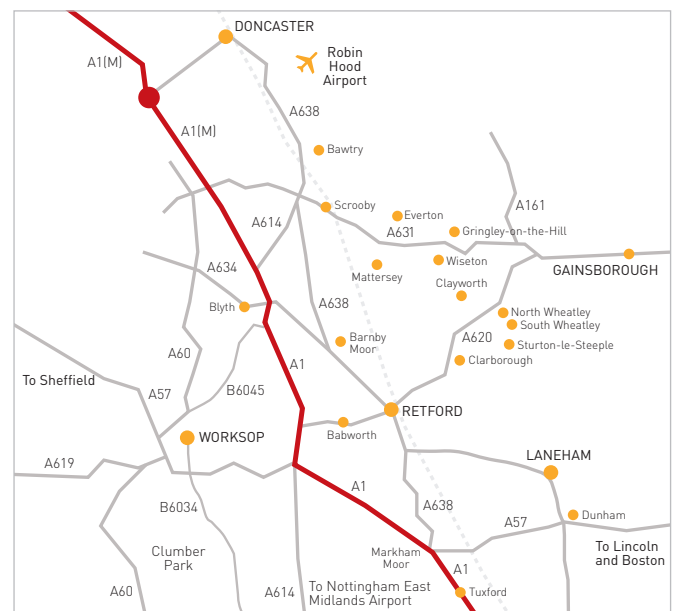 DONCASTER
Robin
Hood
Airport
A1(M)
A638
A1(M)
Bawtry
Scrooby
A161
Everton
A614
A631
Gringley-on-the-Hill
Wiseton
A634
GAINSBOROUGH
Mattersey
Clayworth
Blyth
A638
North Wheatley
South Wheatley
A620
Barnby
Moor
Sturton-le-Steeple
A60
Clarborough
A1
To Sheffield
B6045
A57
RETFORD
Babworth
WORKSOP
LANEHAM
A619
A1
B6034
A638
Dunham
A57
Clumber
Park
Markham
Moor
To Lincoln
and Boston
A1
A60
A614
To Nottingham East
Midlands Airport
Tuxford